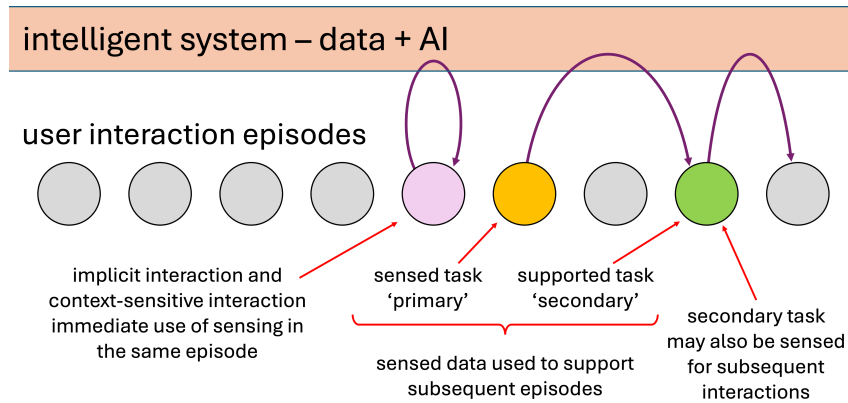 intelligent system – data + AI
user interaction episodes
implicit interaction and
context-sensitive interaction
immediate use of sensing in
the same episode
sensed task
‘primary’
supported task
‘secondary’
sensed data used to support
subsequent episodes
secondary task
may also be sensed
for subsequent
interactions